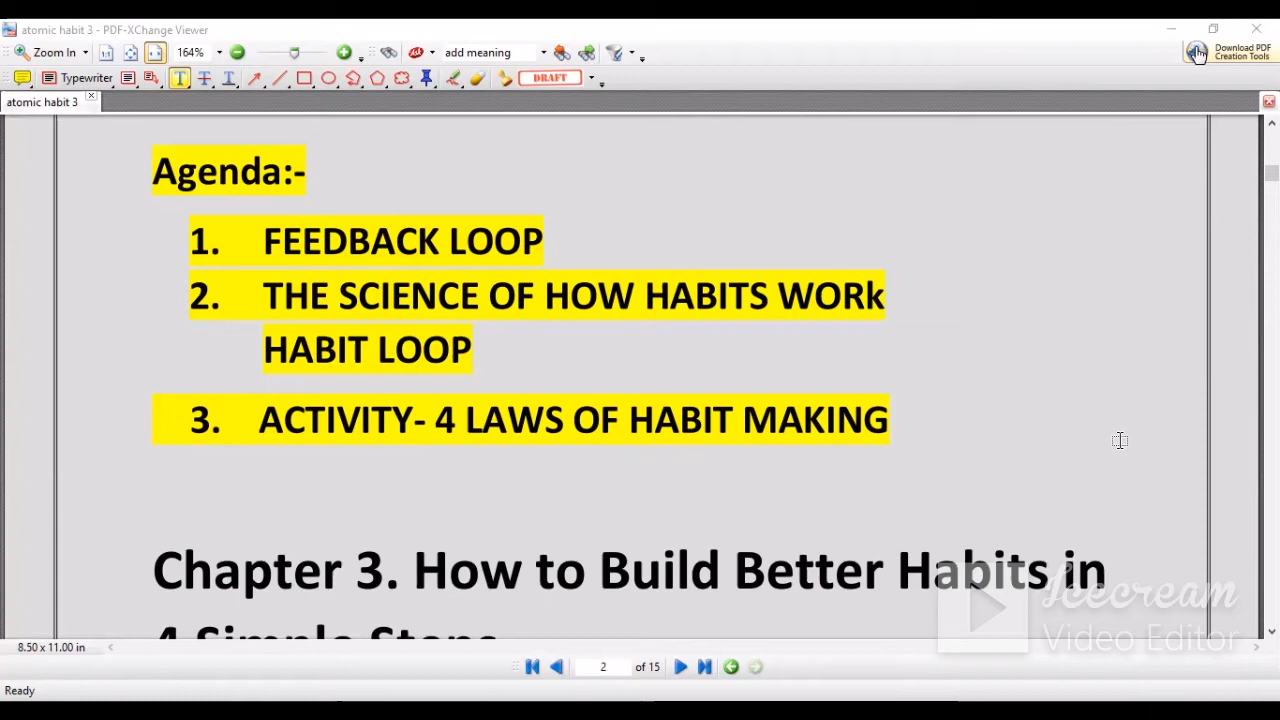 atomic habit 3 - PDF-XChange Viewer
Zoom In 164% add meaning Download PDF
Creation Tools
Typewriter T T T DRAFT
atomic habit 3
Agenda:-
1. FEEDBACK LOOP
2. THE SCIENCE OF HOW HABITS WORk
HABIT LOOP
3. ACTIVITY- 4 LAWS OF HABIT MAKING
Chapter 3. How to Build Better Habits in
4 Simple Steps
Icecream
Video Editor
8.50 x 11.00 in
2 of 15
Ready